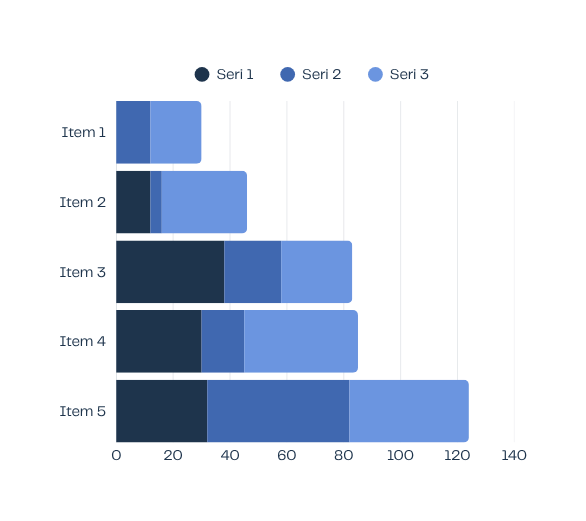 Seri 1 Seri 2 Seri 3
Item 1
Item 2
Item 3
Item 4
Item 5
0 20 40 60 80 100 120 140